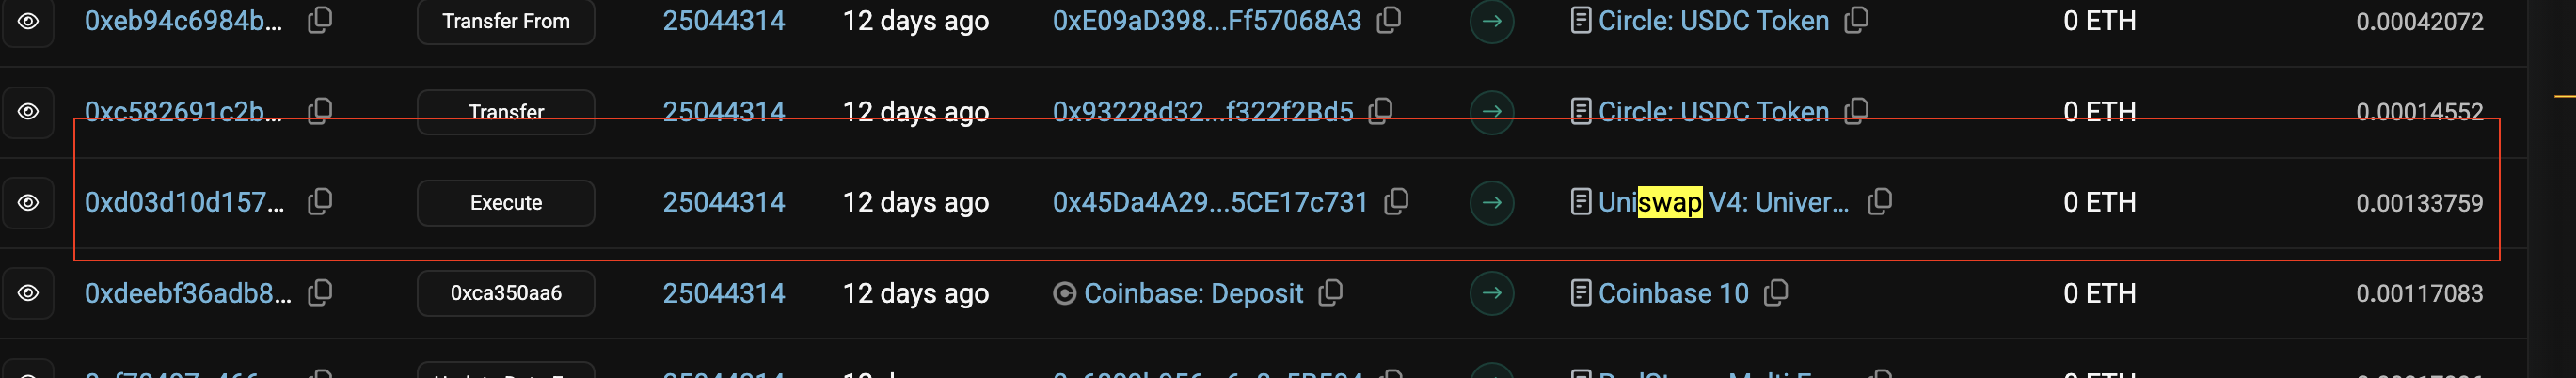 0xeb94c6984b... Transfer From 25044314 12 days ago 0xE09aD398...Ff57068A3 Circle: USDC Token 0 ETH 0.00042072
0xc582691c2b... Transfer 25044314 12 days ago 0x93228d32...f322f2Bd5 Circle: USDC Token 0 ETH 0.00014552
0xd03d10d157... Execute 25044314 12 days ago 0x45Da4A29...5CE17c731 Uniswap V4: Univer... 0 ETH 0.00133759
0xdeebf36adb8... 0xca350aa6 25044314 12 days ago Coinbase: Deposit Coinbase 10 0 ETH 0.00117083
25044314